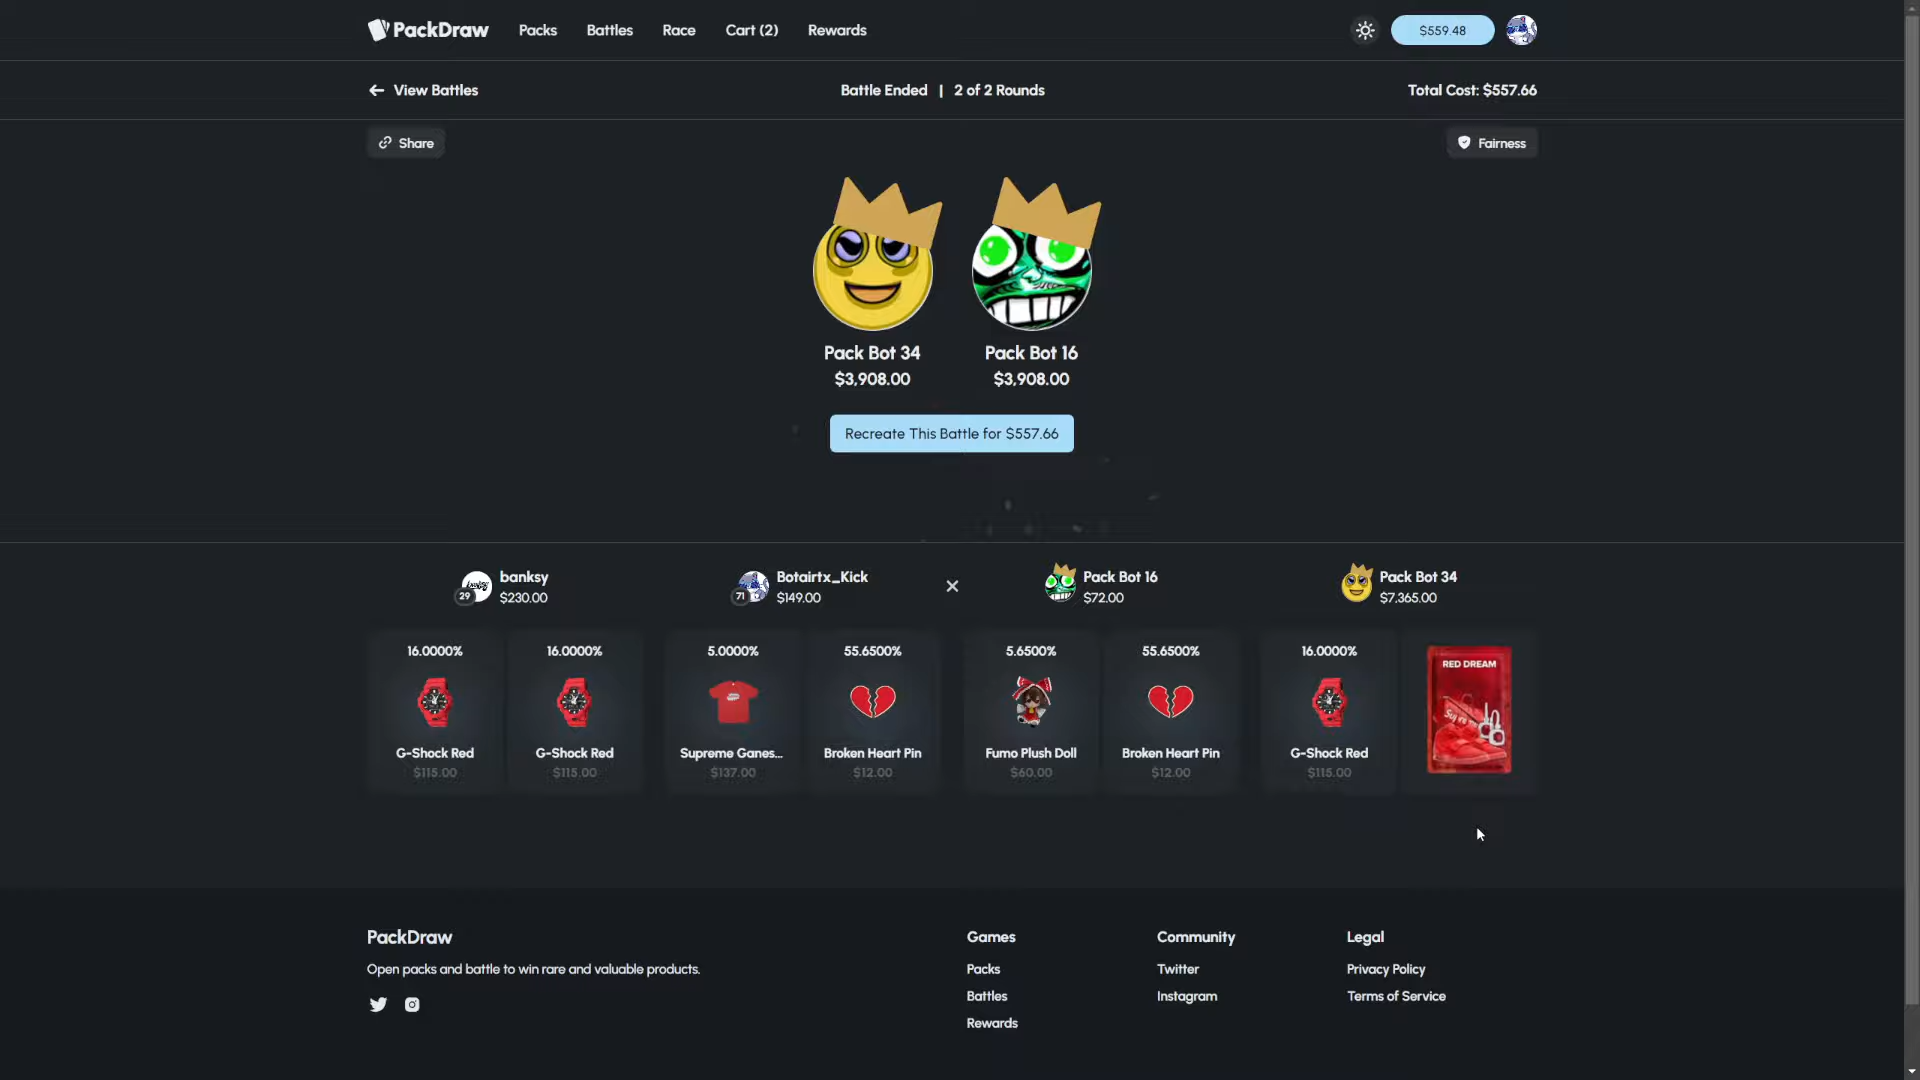 PackDraw Packs Battles Race Cart (2) Rewards $559.48
View Battles Battle Ended | 2 of 2 Rounds Total Cost: $557.66
Share Fairness
Pack Bot 34 Pack Bot 16
$3,908.00 $3,908.00
Recreate This Battle for $557.66
banksy Botairtx_Kick Pack Bot 16 Pack Bot 34
29 $230.00 71 $149.00 $72.00 $7,365.00
16.0000% 16.0000% 5.0000% 55.6500% 5.6500% 55.6500% 16.0000% RED DREAM
G-Shock Red G-Shock Red Supreme Ganes... Broken Heart Pin Fumo Plush Doll Broken Heart Pin G-Shock Red
$115.00 $115.00 $137.00 $12.00 $60.00 $12.00 $115.00
PackDraw Games Community Legal
Open packs and battle to win rare and valuable products. Packs Twitter Privacy Policy
Battles Instagram Terms of Service
Rewards